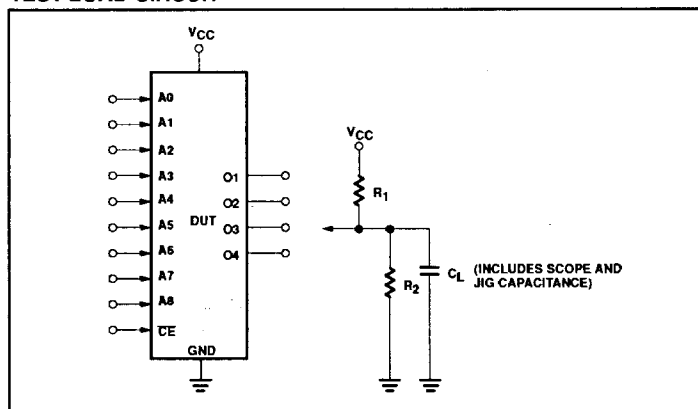 TEST LOAD CIRCUIT
VCC
A0
A1
A2
A3
A4
A5
A6
A7
A8
CE
DUT
O1
O2
O3
O4
GND
VCC
R1
R2
CL (INCLUDES SCOPE AND
JIG CAPACITANCE)